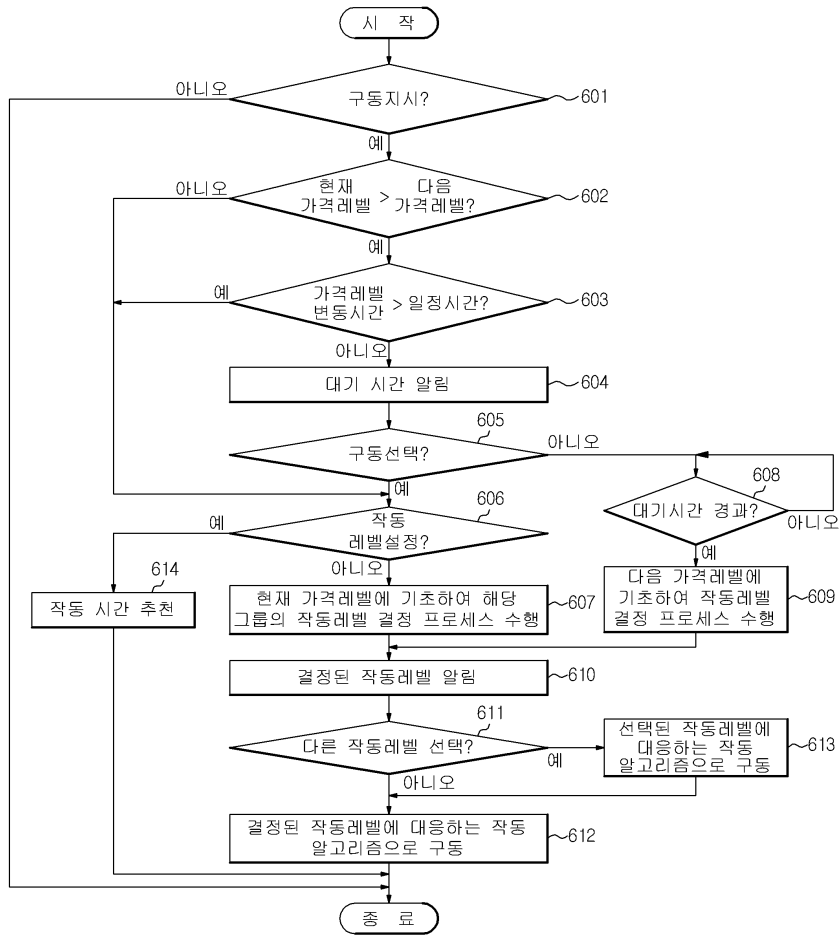 시 작
구동지시?
601
아니오
예
현재 가격레벨 > 다음 가격레벨?
602
아니오
예
가격레벨 변동시간 > 일정시간?
603
예
아니오
대기 시간 알림
604
구동선택?
605
아니오
예
대기시간 경과?
608
아니오
예
작동
레벨설정?
606
예
아니오
작동 시간 추천
614
현재 가격레벨에 기초하여 해당
그룹의 작동레벨 결정 프로세스 수행
607
다음 가격레벨에
기초하여 작동레벨
결정 프로세스 수행
609
결정된 작동레벨 알림
610
다른 작동레벨 선택?
611
예
아니오
선택된 작동레벨에
대응하는 작동
알고리즘으로 구동
613
결정된 작동레벨에 대응하는 작동
알고리즘으로 구동
612
종 료